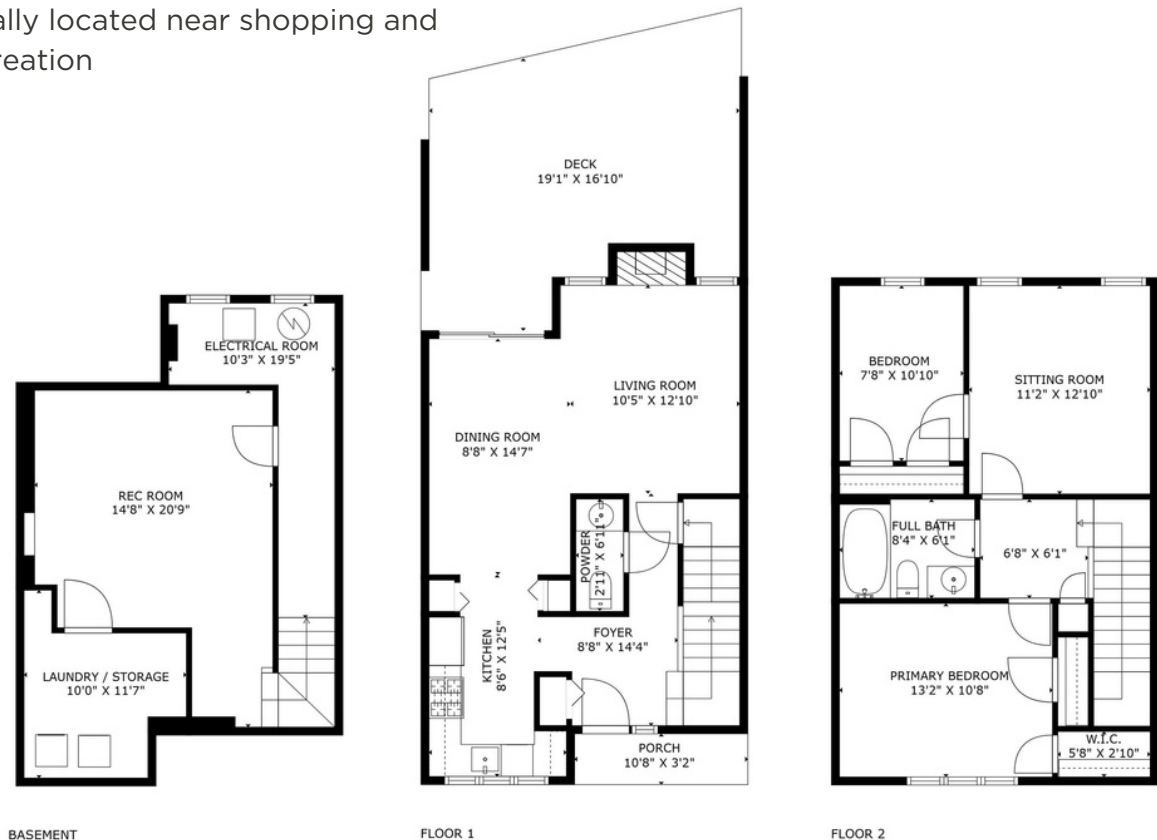 ally located near shopping and
reation
DECK
19'1" X 16'10"
ELECTRICAL ROOM
10'3" X 19'5"
REC ROOM
14'8" X 20'9"
LAUNDRY / STORAGE
10'0" X 11'7"
BASEMENT
LIVING ROOM
10'5" X 12'10"
DINING ROOM
8'8" X 14'7"
POWDER
2'11" X 6'11"
KITCHEN
8'6" X 12'5"
FOYER
8'8" X 14'4"
PORCH
10'8" X 3'2"
FLOOR 1
BEDROOM
7'8" X 10'10"
SITTING ROOM
11'2" X 12'10"
FULL BATH
8'4" X 6'1"
6'8" X 6'1"
PRIMARY BEDROOM
13'2" X 10'8"
W.I.C.
5'8" X 2'10"
FLOOR 2